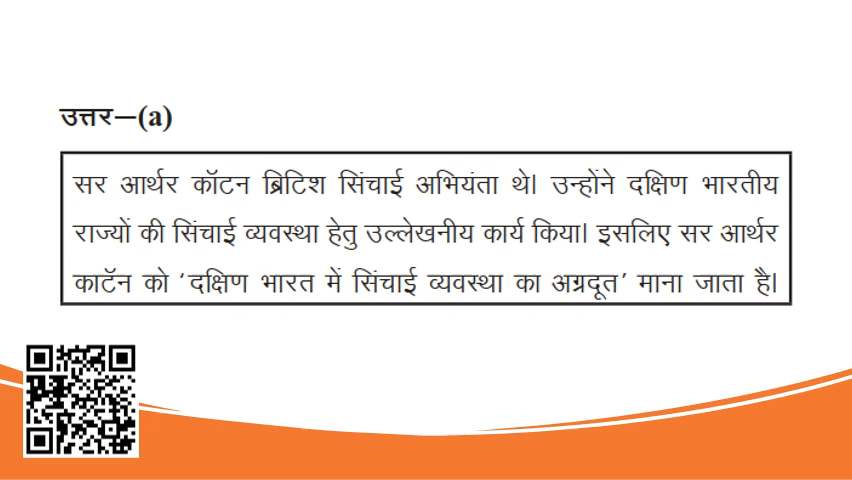 उत्तर–(a)
सर आर्थर कॉटन ब्रिटिश सिंचाई अभियंता थे। उन्होंने दक्षिण भारतीय
राज्यों की सिंचाई व्यवस्था हेतु उल्लेखनीय कार्य किया। इसलिए सर आर्थर
काटॅन को ’दक्षिण भारत में सिंचाई व्यवस्था का अग्रदूत’ माना जाता है।